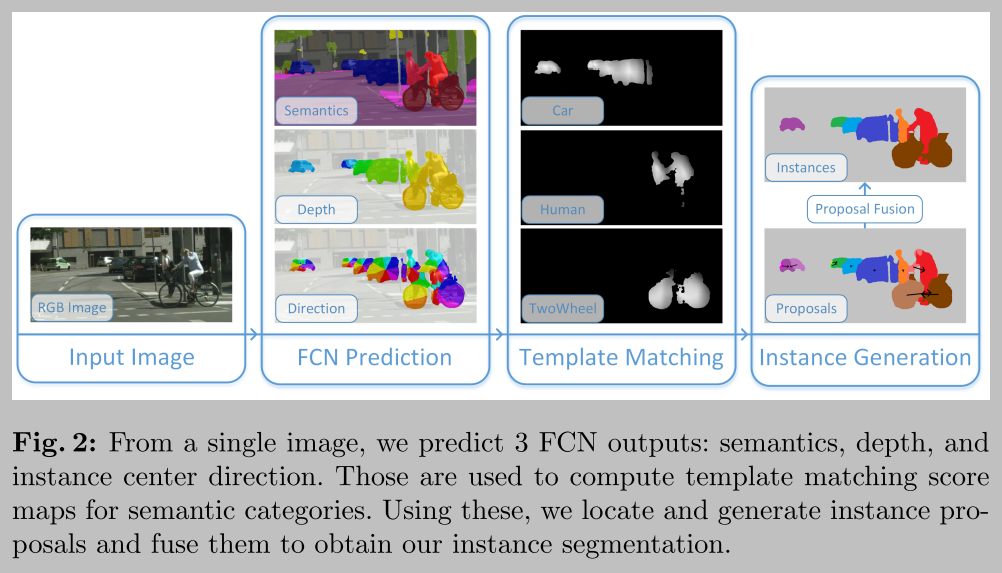 Semantics
Depth
Direction
Car
Human
TwoWheel
Instances
Proposal Fusion
Proposals
RGB Image
Input Image
FCN Prediction
Template Matching
Instance Generation
Fig. 2: From a single image, we predict 3 FCN outputs: semantics, depth, and
instance center direction. Those are used to compute template matching score
maps for semantic categories. Using these, we locate and generate instance pro-
posals and fuse them to obtain our instance segmentation.